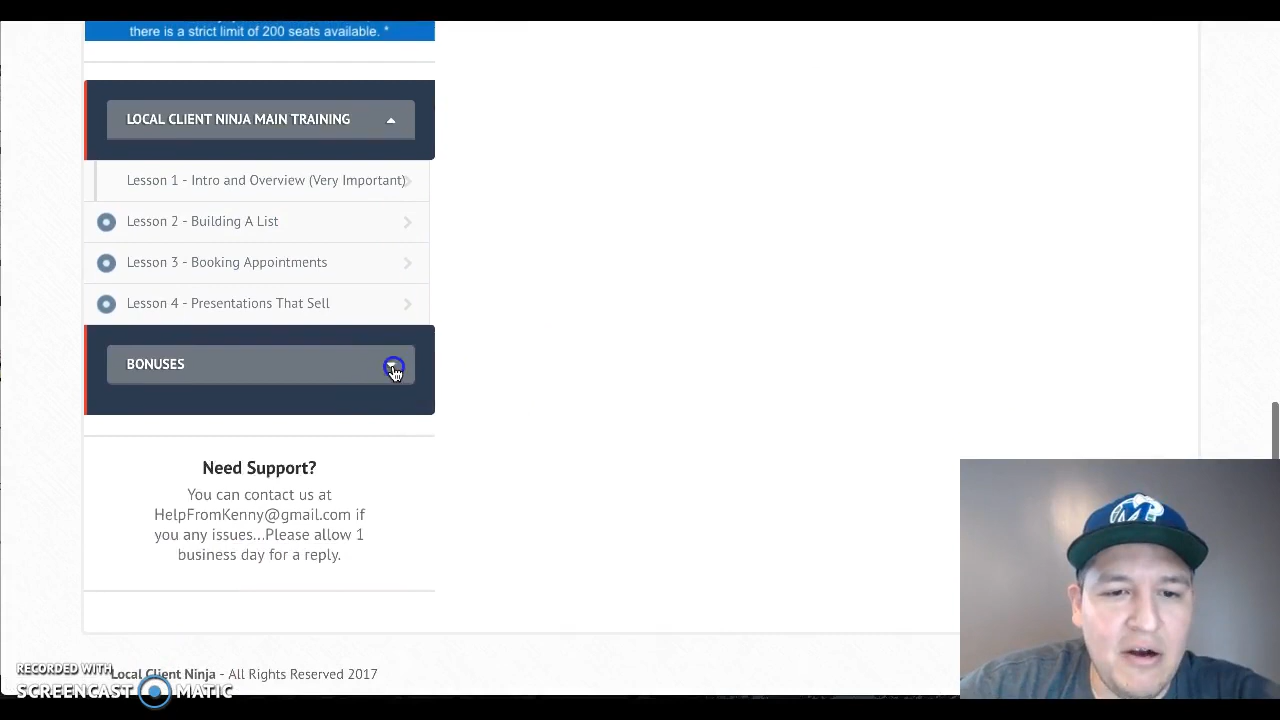 there is a strict limit of 200 seats available. *
LOCAL CLIENT NINJA MAIN TRAINING
Lesson 1 - Intro and Overview (Very Important)
Lesson 2 - Building A List
Lesson 3 - Booking Appointments
Lesson 4 - Presentations That Sell
BONUSES
Need Support?
You can contact us at
HelpFromKenny@gmail.com if
you any issues...Please allow 1
business day for a reply.
Local Client Ninja - All Rights Reserved 2017
RECORDED WITH
SCREENCAST MATIC